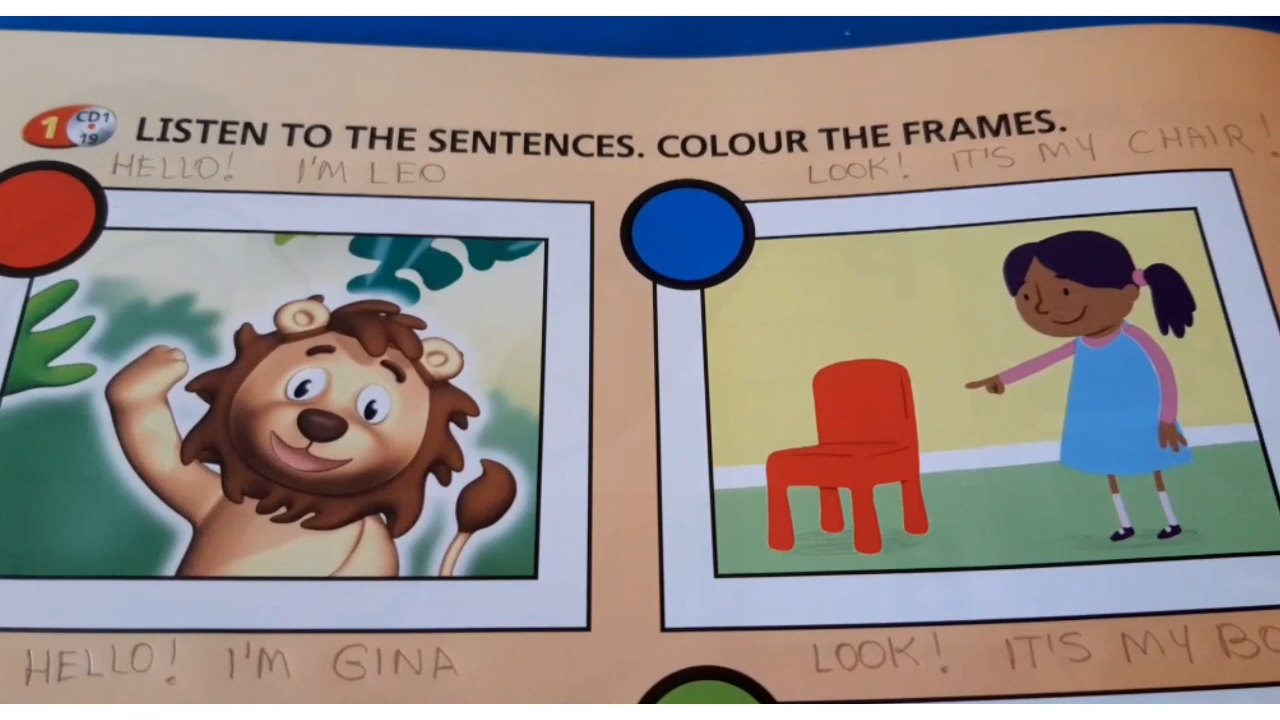 1 CD1 19 LISTEN TO THE SENTENCES. COLOUR THE FRAMES.
HELLO! I'M LEO
LOOK! IT'S MY CHAIR!
HELLO! I'M GINA
LOOK! IT'S MY